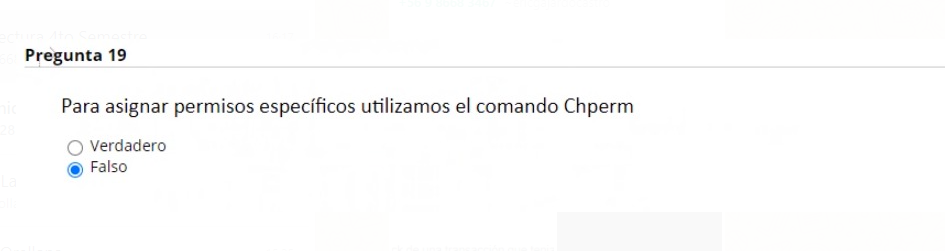 Pregunta 19
Para asignar permisos específicos utilizamos el comando Chperm
Verdadero
Falso